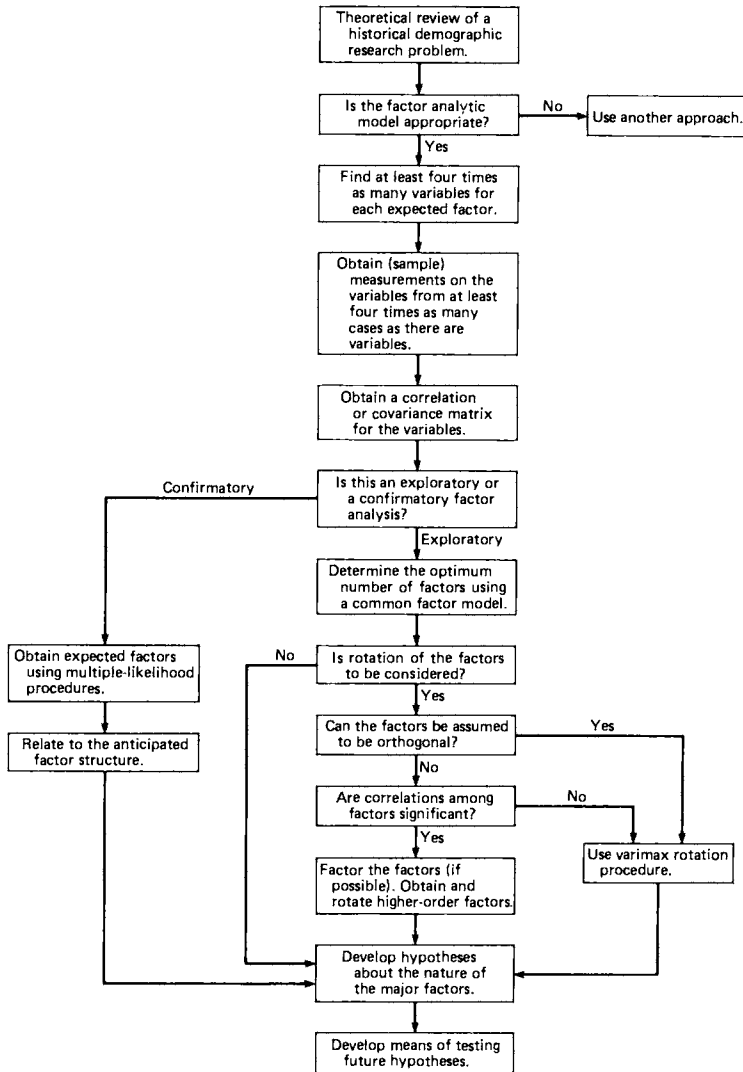 Theoretical review of a
historical demographic
research problem.
Is the factor analytic
model appropriate?
No
Use another approach.
Yes
Find at least four times
as many variables for
each expected factor.
Obtain (sample)
measurements on the
variables from at least
four times as many
cases as there are
variables.
Obtain a correlation
or covariance matrix
for the variables.
Is this an exploratory or
a confirmatory factor
analysis?
Confirmatory
Exploratory
Determine the optimum
number of factors using
a common factor model.
Obtain expected factors
using multiple-likelihood
procedures.
Relate to the anticipated
factor structure.
No
Is rotation of the factors
to be considered?
Yes
Can the factors be assumed
to be orthogonal?
Yes
No
Are correlations among
factors significant?
No
Yes
Use varimax rotation
procedure.
Factor the factors (if
possible). Obtain and
rotate higher-order factors.
Develop hypotheses
about the nature of
the major factors.
Develop means of testing
future hypotheses.